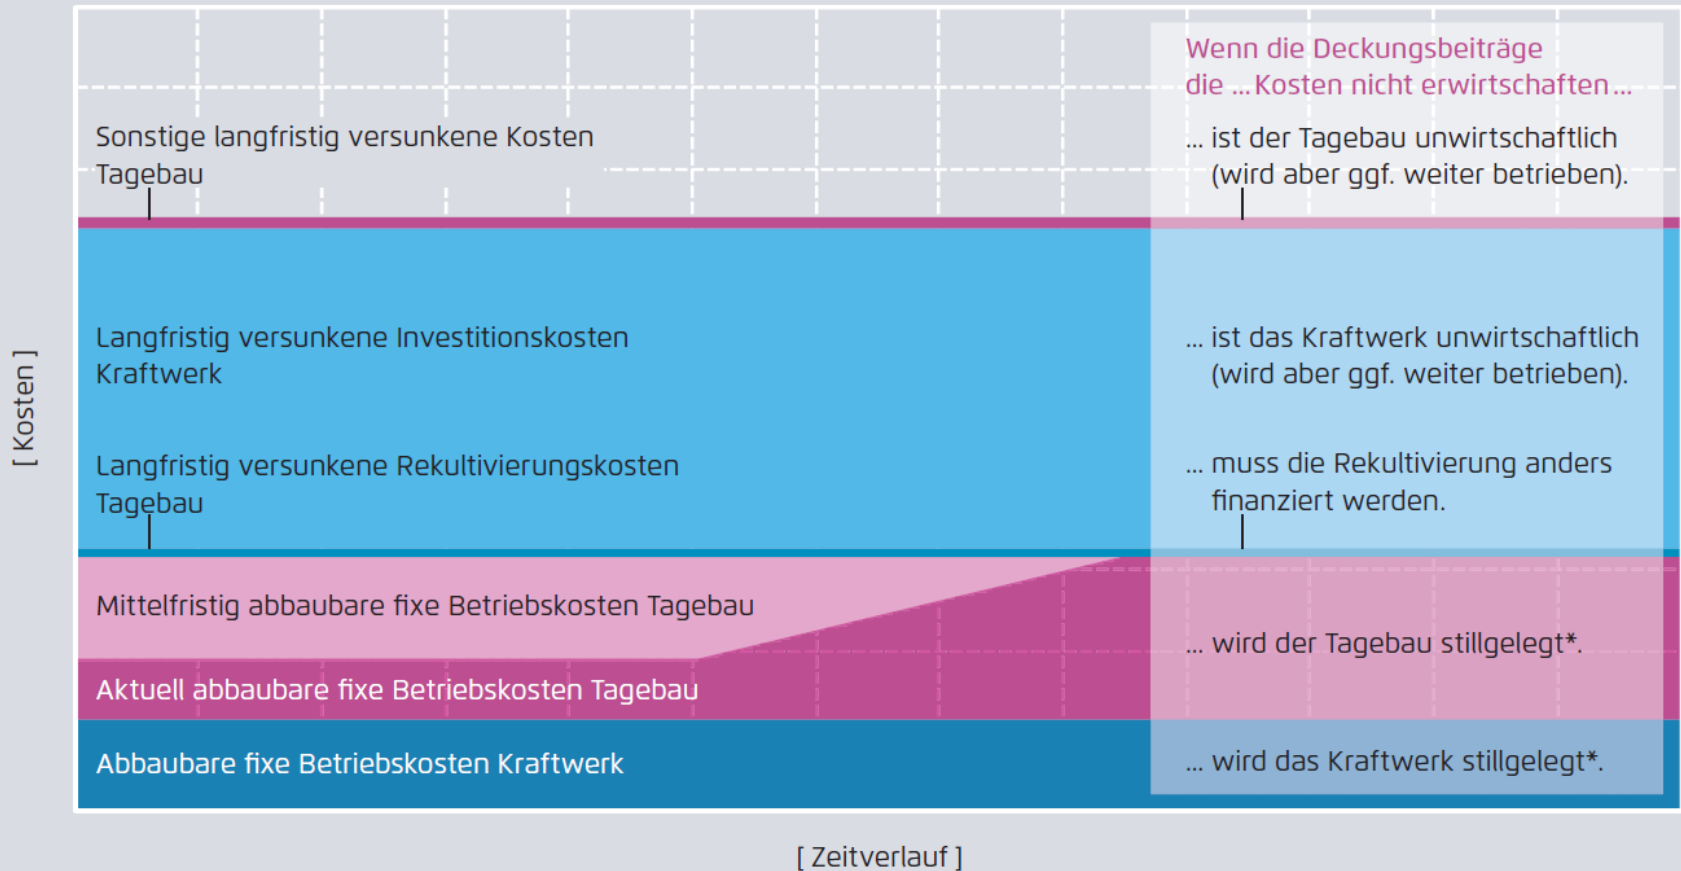 Wenn die Deckungsbeiträge
die ... Kosten nicht erwirtschaften ...
Sonstige langfristig versunkene Kosten
Tagebau
... ist der Tagebau unwirtschaftlich
(wird aber ggf. weiter betrieben).
Langfristig versunkene Investitionskosten
Kraftwerk
... ist das Kraftwerk unwirtschaftlich
(wird aber ggf. weiter betrieben).
Langfristig versunkene Rekultivierungskosten
Tagebau
... muss die Rekultivierung anders
finanziert werden.
Mittelfristig abbaubare fixe Betriebskosten Tagebau
... wird der Tagebau stillgelegt*.
Aktuell abbaubare fixe Betriebskosten Tagebau
Abbaubare fixe Betriebskosten Kraftwerk
... wird das Kraftwerk stillgelegt*.
[ Kosten ]
[ Zeitverlauf ]